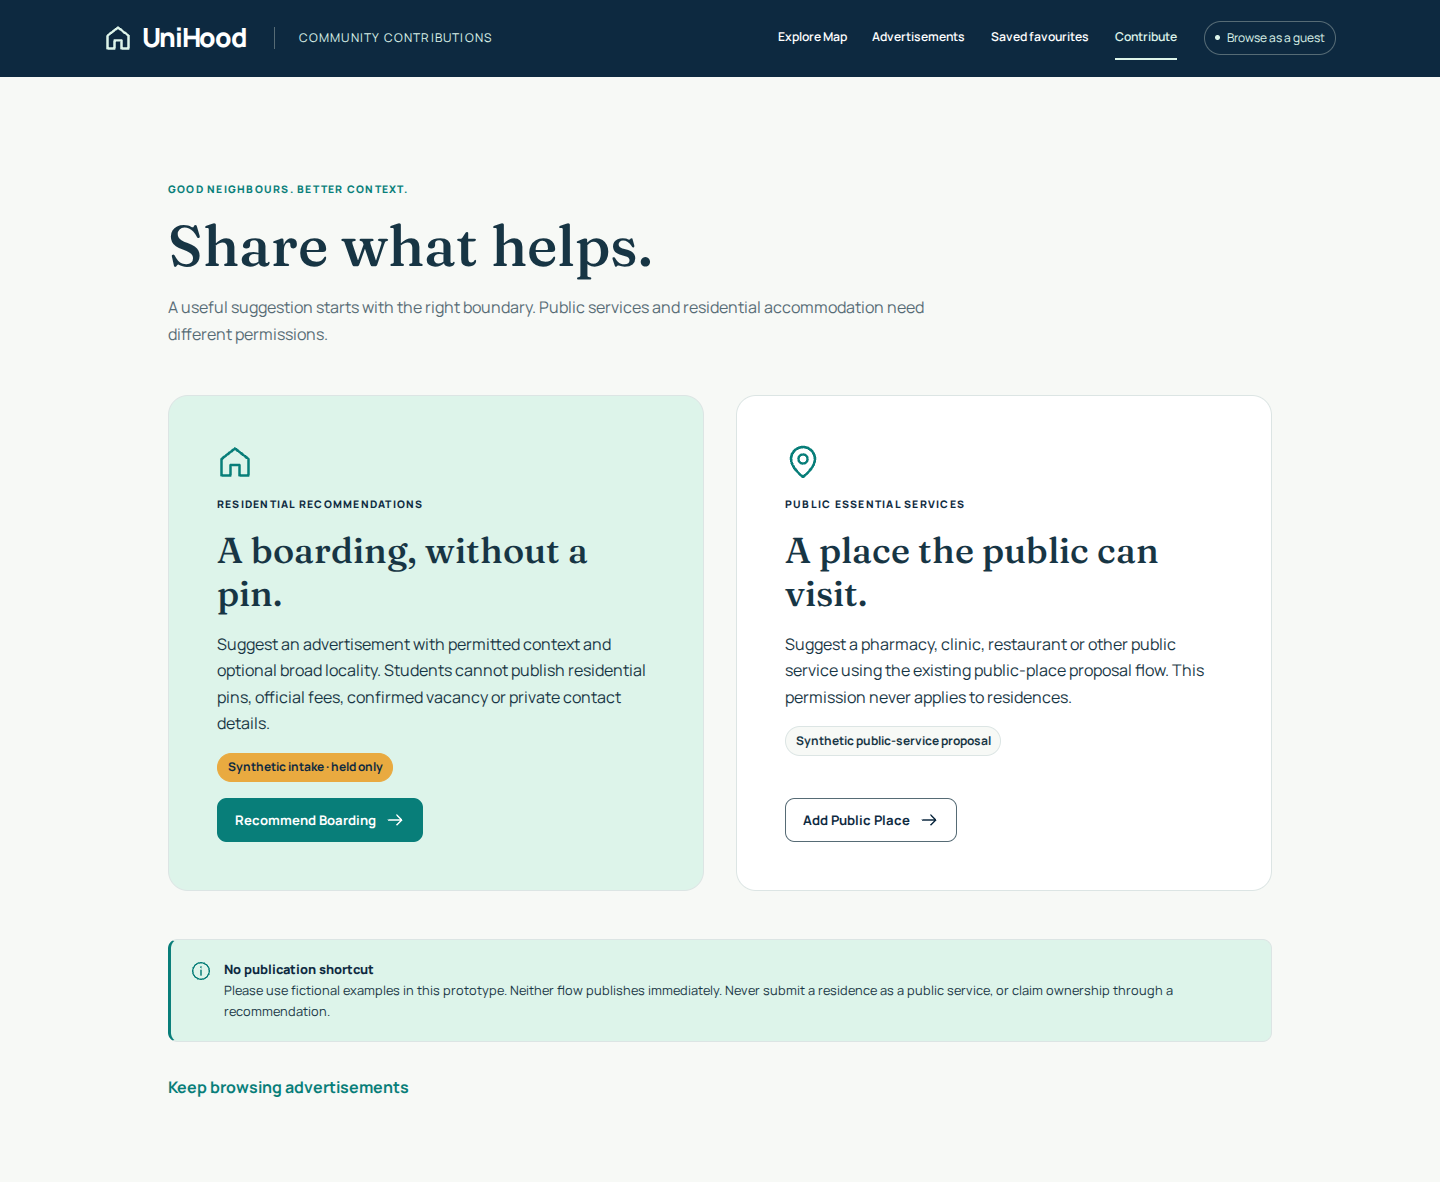 UniHood
COMMUNITY CONTRIBUTIONS
Explore Map
Advertisements
Saved favourites
Contribute
Browse as a guest
GOOD NEIGHBOURS. BETTER CONTEXT.
Share what helps.
A useful suggestion starts with the right boundary. Public services and residential accommodation need
different permissions.
RESIDENTIAL RECOMMENDATIONS
A boarding, without a
pin.
Suggest an advertisement with permitted context and
optional broad locality. Students cannot publish residential
pins, official fees, confirmed vacancy or private contact
details.
Synthetic intake · held only
Recommend Boarding
PUBLIC ESSENTIAL SERVICES
A place the public can
visit.
Suggest a pharmacy, clinic, restaurant or other public
service using the existing public-place proposal flow. This
permission never applies to residences.
Synthetic public-service proposal
Add Public Place
No publication shortcut
Please use fictional examples in this prototype. Neither flow publishes immediately. Never submit a residence as a public service, or claim ownership through a
recommendation.
Keep browsing advertisements